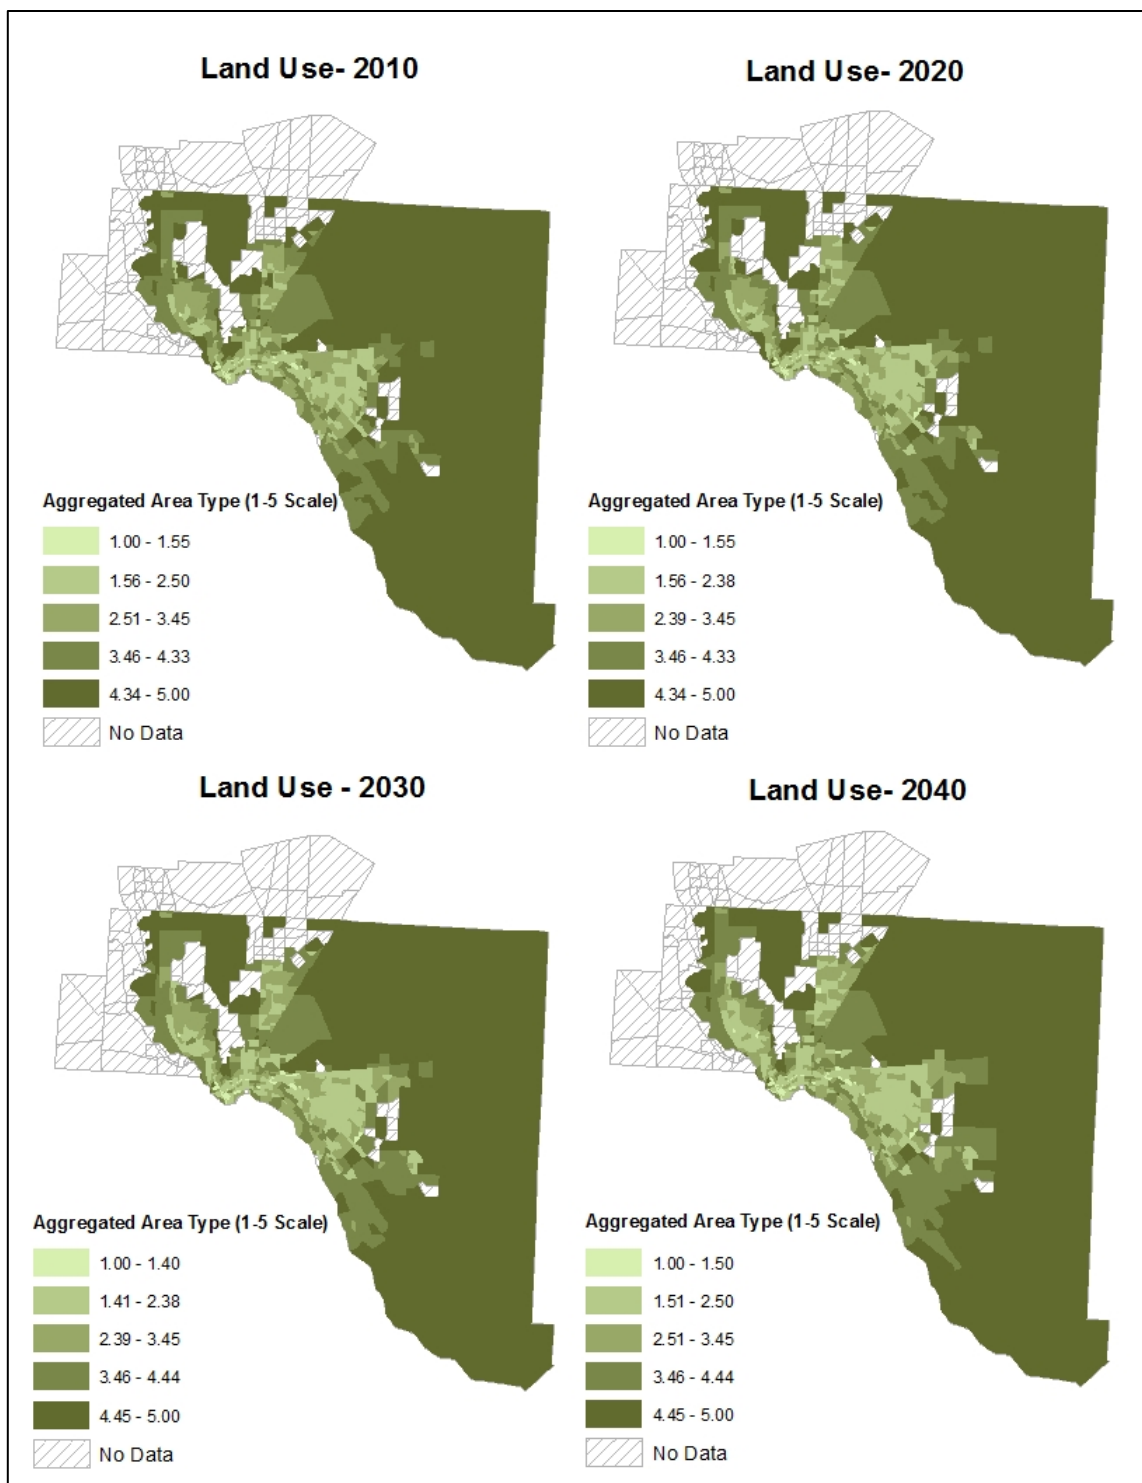 Land Use- 2010
Land Use- 2020
Aggregated Area Type (1-5 Scale)
1.00 - 1.55
1.56 - 2.50
2.51 - 3.45
3.46 - 4.33
4.34 - 5.00
No Data
Aggregated Area Type (1-5 Scale)
1.00 - 1.55
1.56 - 2.38
2.39 - 3.45
3.46 - 4.33
4.34 - 5.00
No Data
Land Use - 2030
Land Use- 2040
Aggregated Area Type (1-5 Scale)
1.00 - 1.40
1.41 - 2.38
2.39 - 3.45
3.46 - 4.44
4.45 - 5.00
No Data
Aggregated Area Type (1-5 Scale)
1.00 - 1.50
1.51 - 2.50
2.51 - 3.45
3.46 - 4.44
4.45 - 5.00
No Data